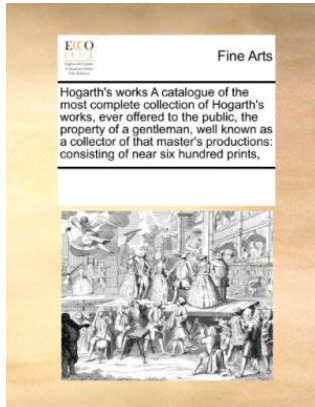 ECCO
Fine Arts
Hogarth's works A catalogue of the
most complete collection of Hogarth's
works, ever offered to the public, the
property of a gentleman, well known as
a collector of that master's productions:
consisting of near six hundred prints,